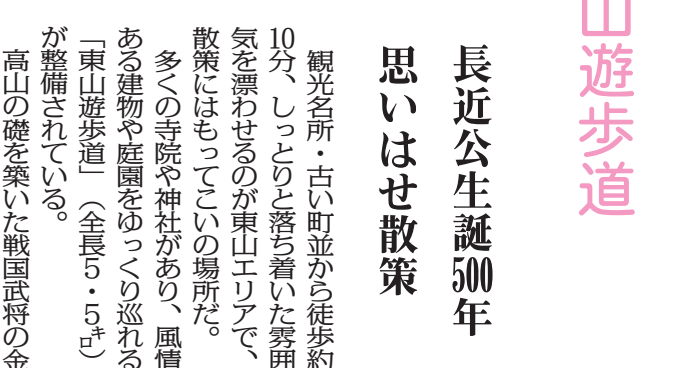 山遊歩道
長近公生誕500年
思いはせ散策
観光名所・古い町並から徒歩約
10分、しっとりと落ち着いた雰囲
気を漂わせるのが東山エリアで、
散策にはもってこいの場所だ。
多くの寺院や神社があり、風情
ある建物や庭園をゆっくり巡れる
「東山遊歩道」（全長5・5㌔）
が整備されている。
高山の礎を築いた戦国武将の金